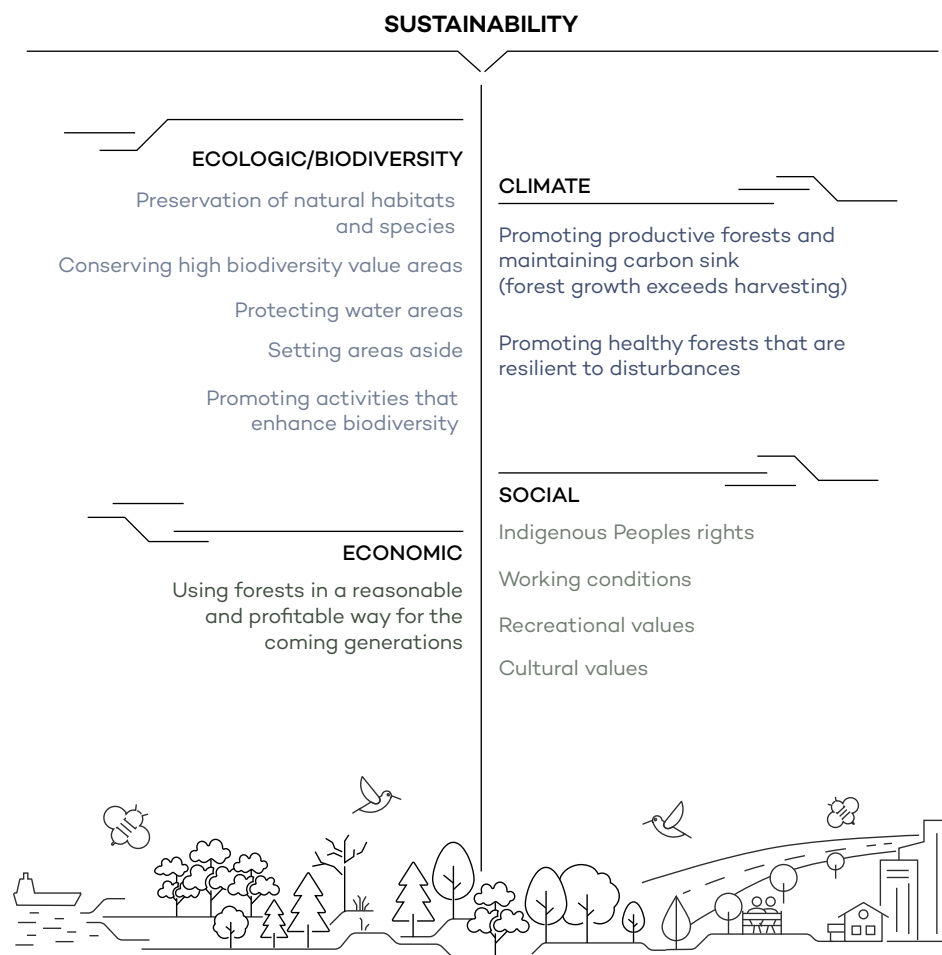 SUSTAINABILITY
ECOLOGIC/BIODIVERSITY
Preservation of natural habitats
and species
Conserving high biodiversity value areas
Protecting water areas
Setting areas aside
Promoting activities that
enhance biodiversity
ECONOMIC
Using forests in a reasonable
and profitable way for the
coming generations
CLIMATE
Promoting productive forests and
maintaining carbon sink
(forest growth exceeds harvesting)
Promoting healthy forests that are
resilient to disturbances
SOCIAL
Indigenous Peoples rights
Working conditions
Recreational values
Cultural values